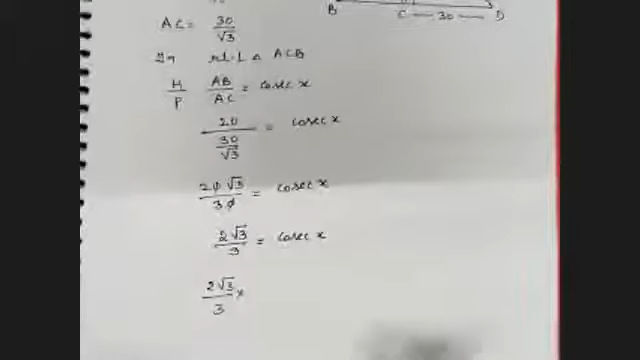 B C — 30 — D
AC = 30/√3
In rt.L △ ACB
H/P AB/AC = cosec x
20/(30/√3) = cosec x
20√3/30 = cosec x
2√3/3 = cosec x
2√3/3 ×